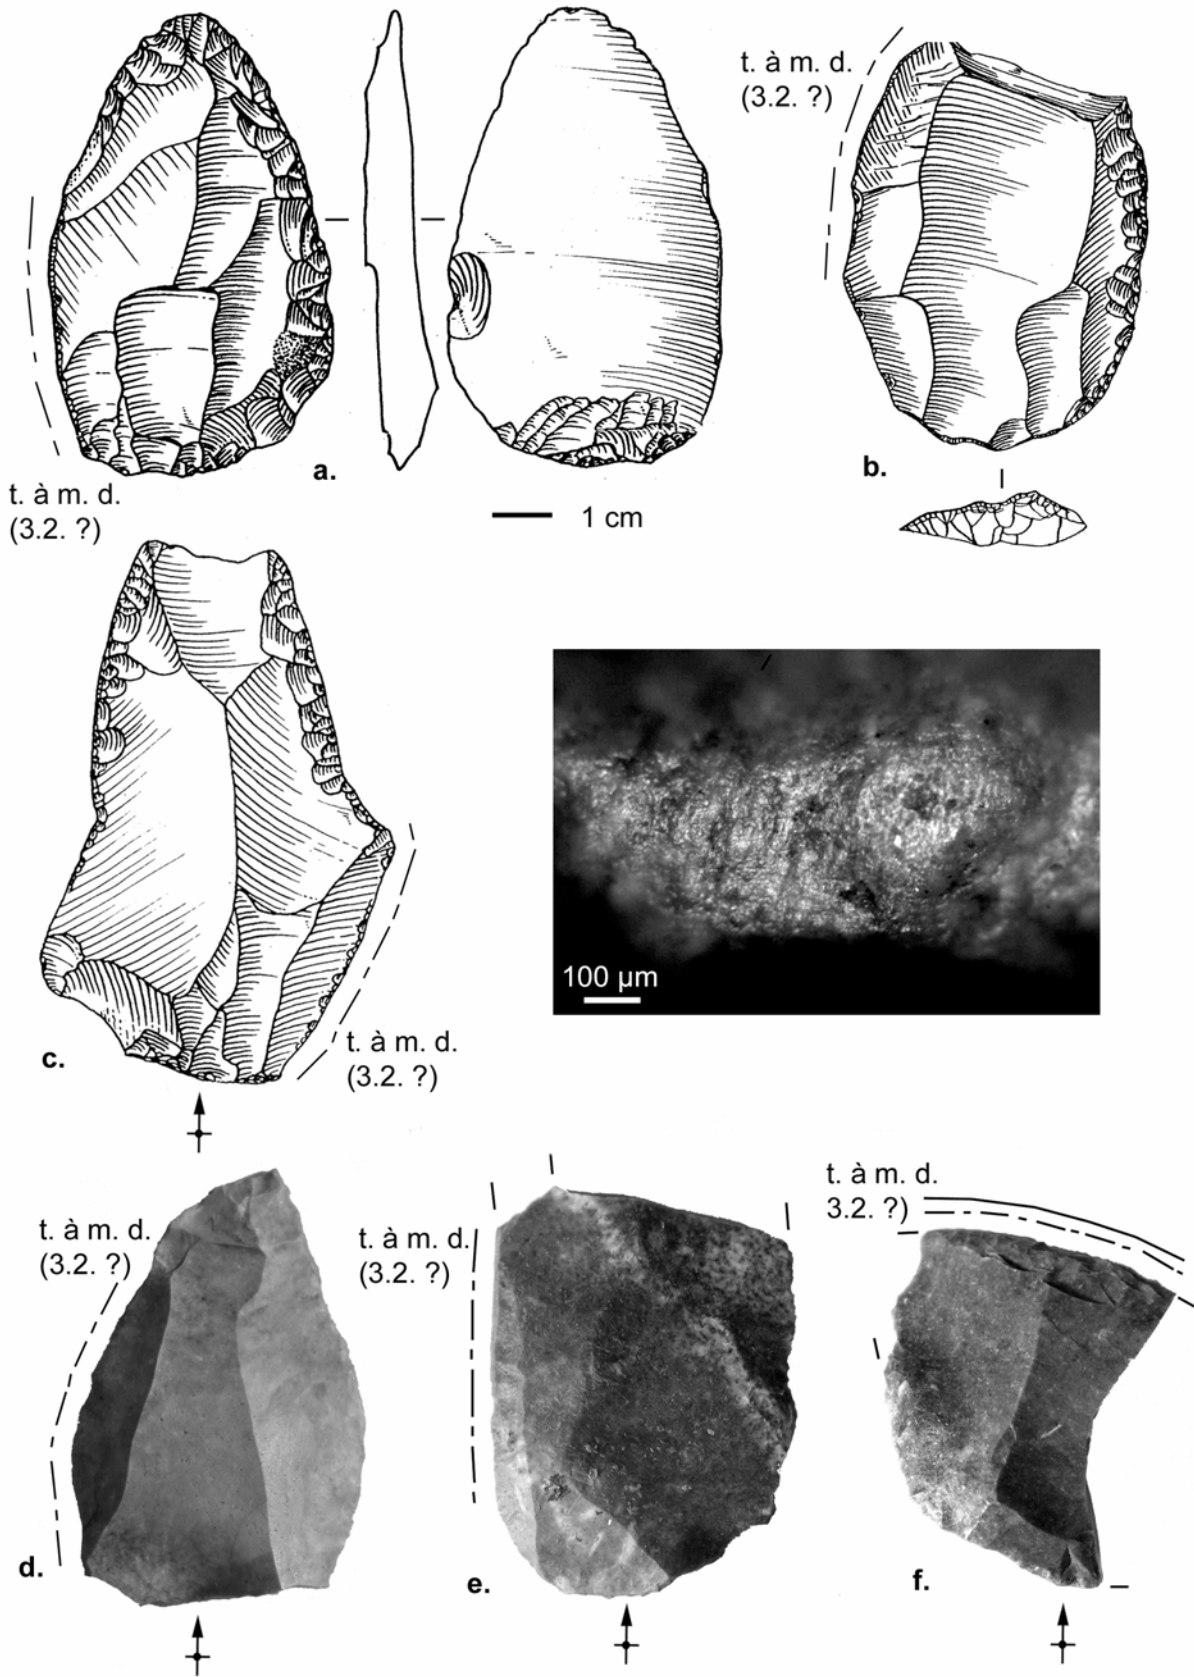 t. à m. d.
(3.2. ?)
b.
t. à m. d.
(3.2. ?)
a.
1 cm
100 µm
c.
t. à m. d.
(3.2. ?)
t. à m. d.
(3.2. ?)
d.
t. à m. d.
(3.2. ?)
e.
t. à m. d.
3.2. ?)
f.